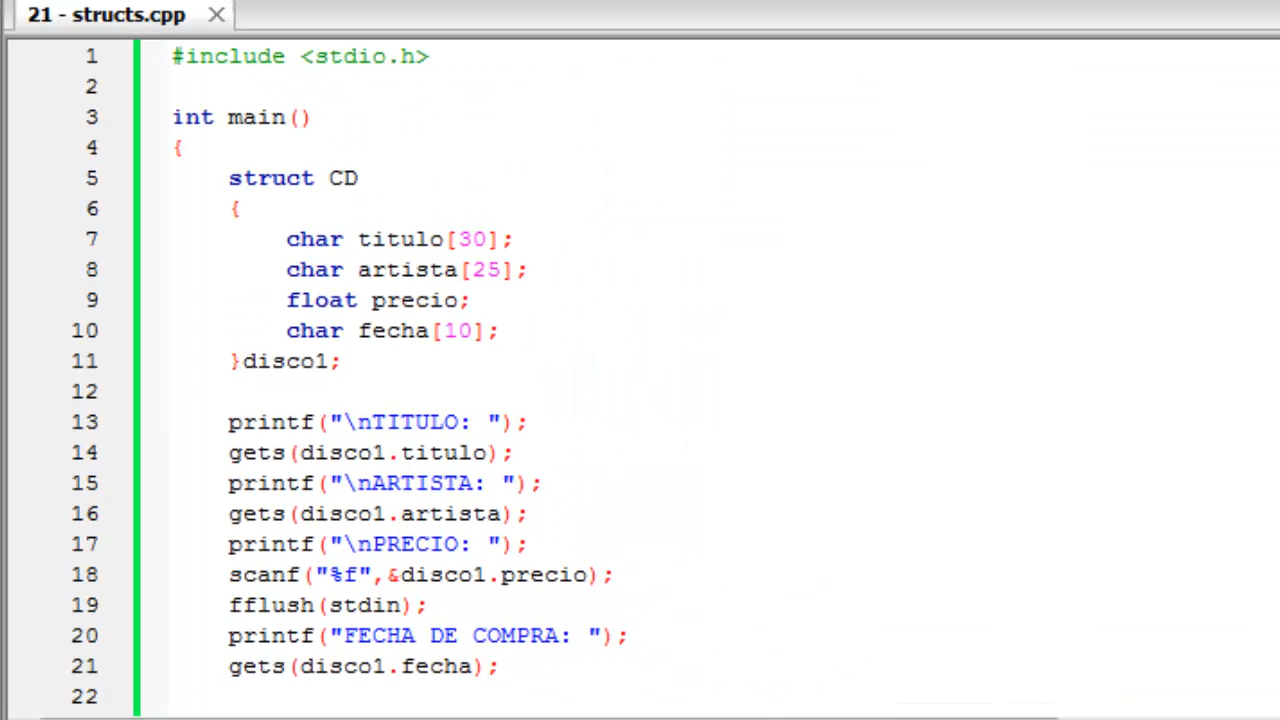 21 - structs.cpp
1 #include <stdio.h>
2
3 int main()
4 {
5 struct CD
6 {
7 char titulo[30];
8 char artista[25];
9 float precio;
10 char fecha[10];
11 }disco1;
12
13 printf("\nTITULO: ");
14 gets(disco1.titulo);
15 printf("\nARTISTA: ");
16 gets(disco1.artista);
17 printf("\nPRECIO: ");
18 scanf("%f",&disco1.precio);
19 fflush(stdin);
20 printf("FECHA DE COMPRA: ");
21 gets(disco1.fecha);
22